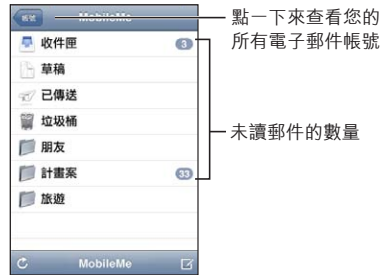 帳號
MobileMe
點一下來查看您的
所有電子郵件帳號
收件匣 3
草稿
已傳送
垃圾桶
未讀郵件的數量
朋友
計畫案 33
旅遊
MobileMe